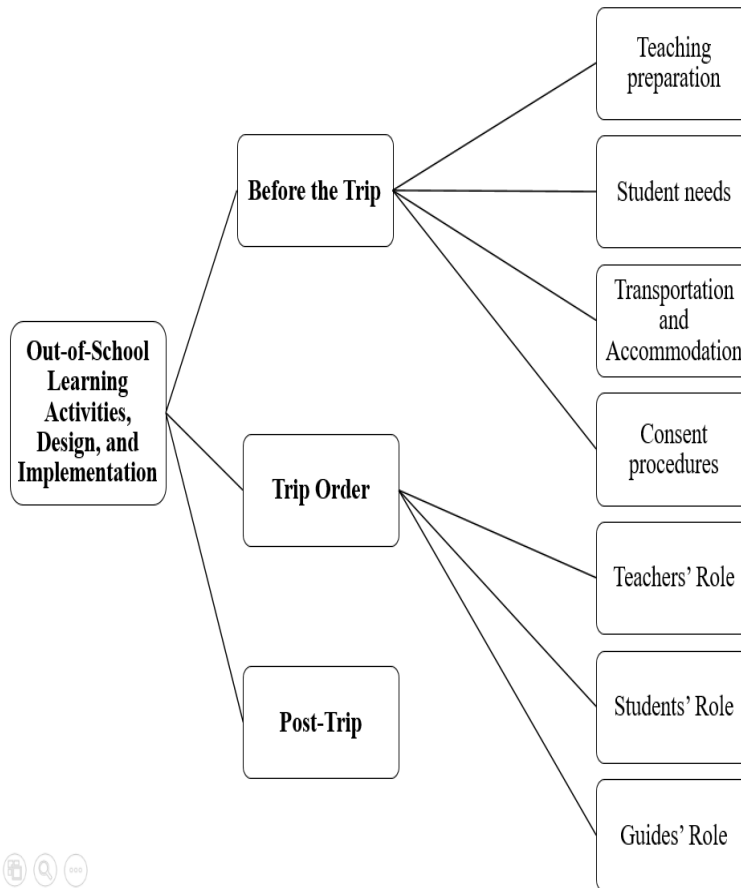 Out-of-School
Learning
Activities,
Design, and
Implementation
Before the Trip
Trip Order
Post-Trip
Teaching
preparation
Student needs
Transportation
and
Accommodation
Consent
procedures
Teachers’ Role
Students’ Role
Guides’ Role